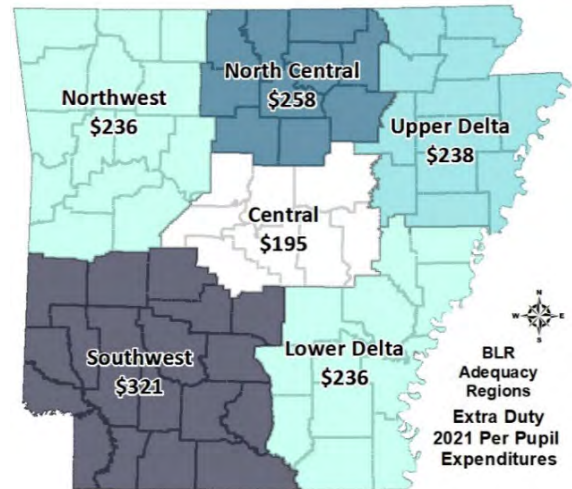 North Central
$258
Northwest
$236
Upper Delta
$238
Central
$195
Southwest
$321
Lower Delta
$236
N
W
E
S
BLR
Adequacy
Regions
Extra Duty
2021 Per Pupil
Expenditures